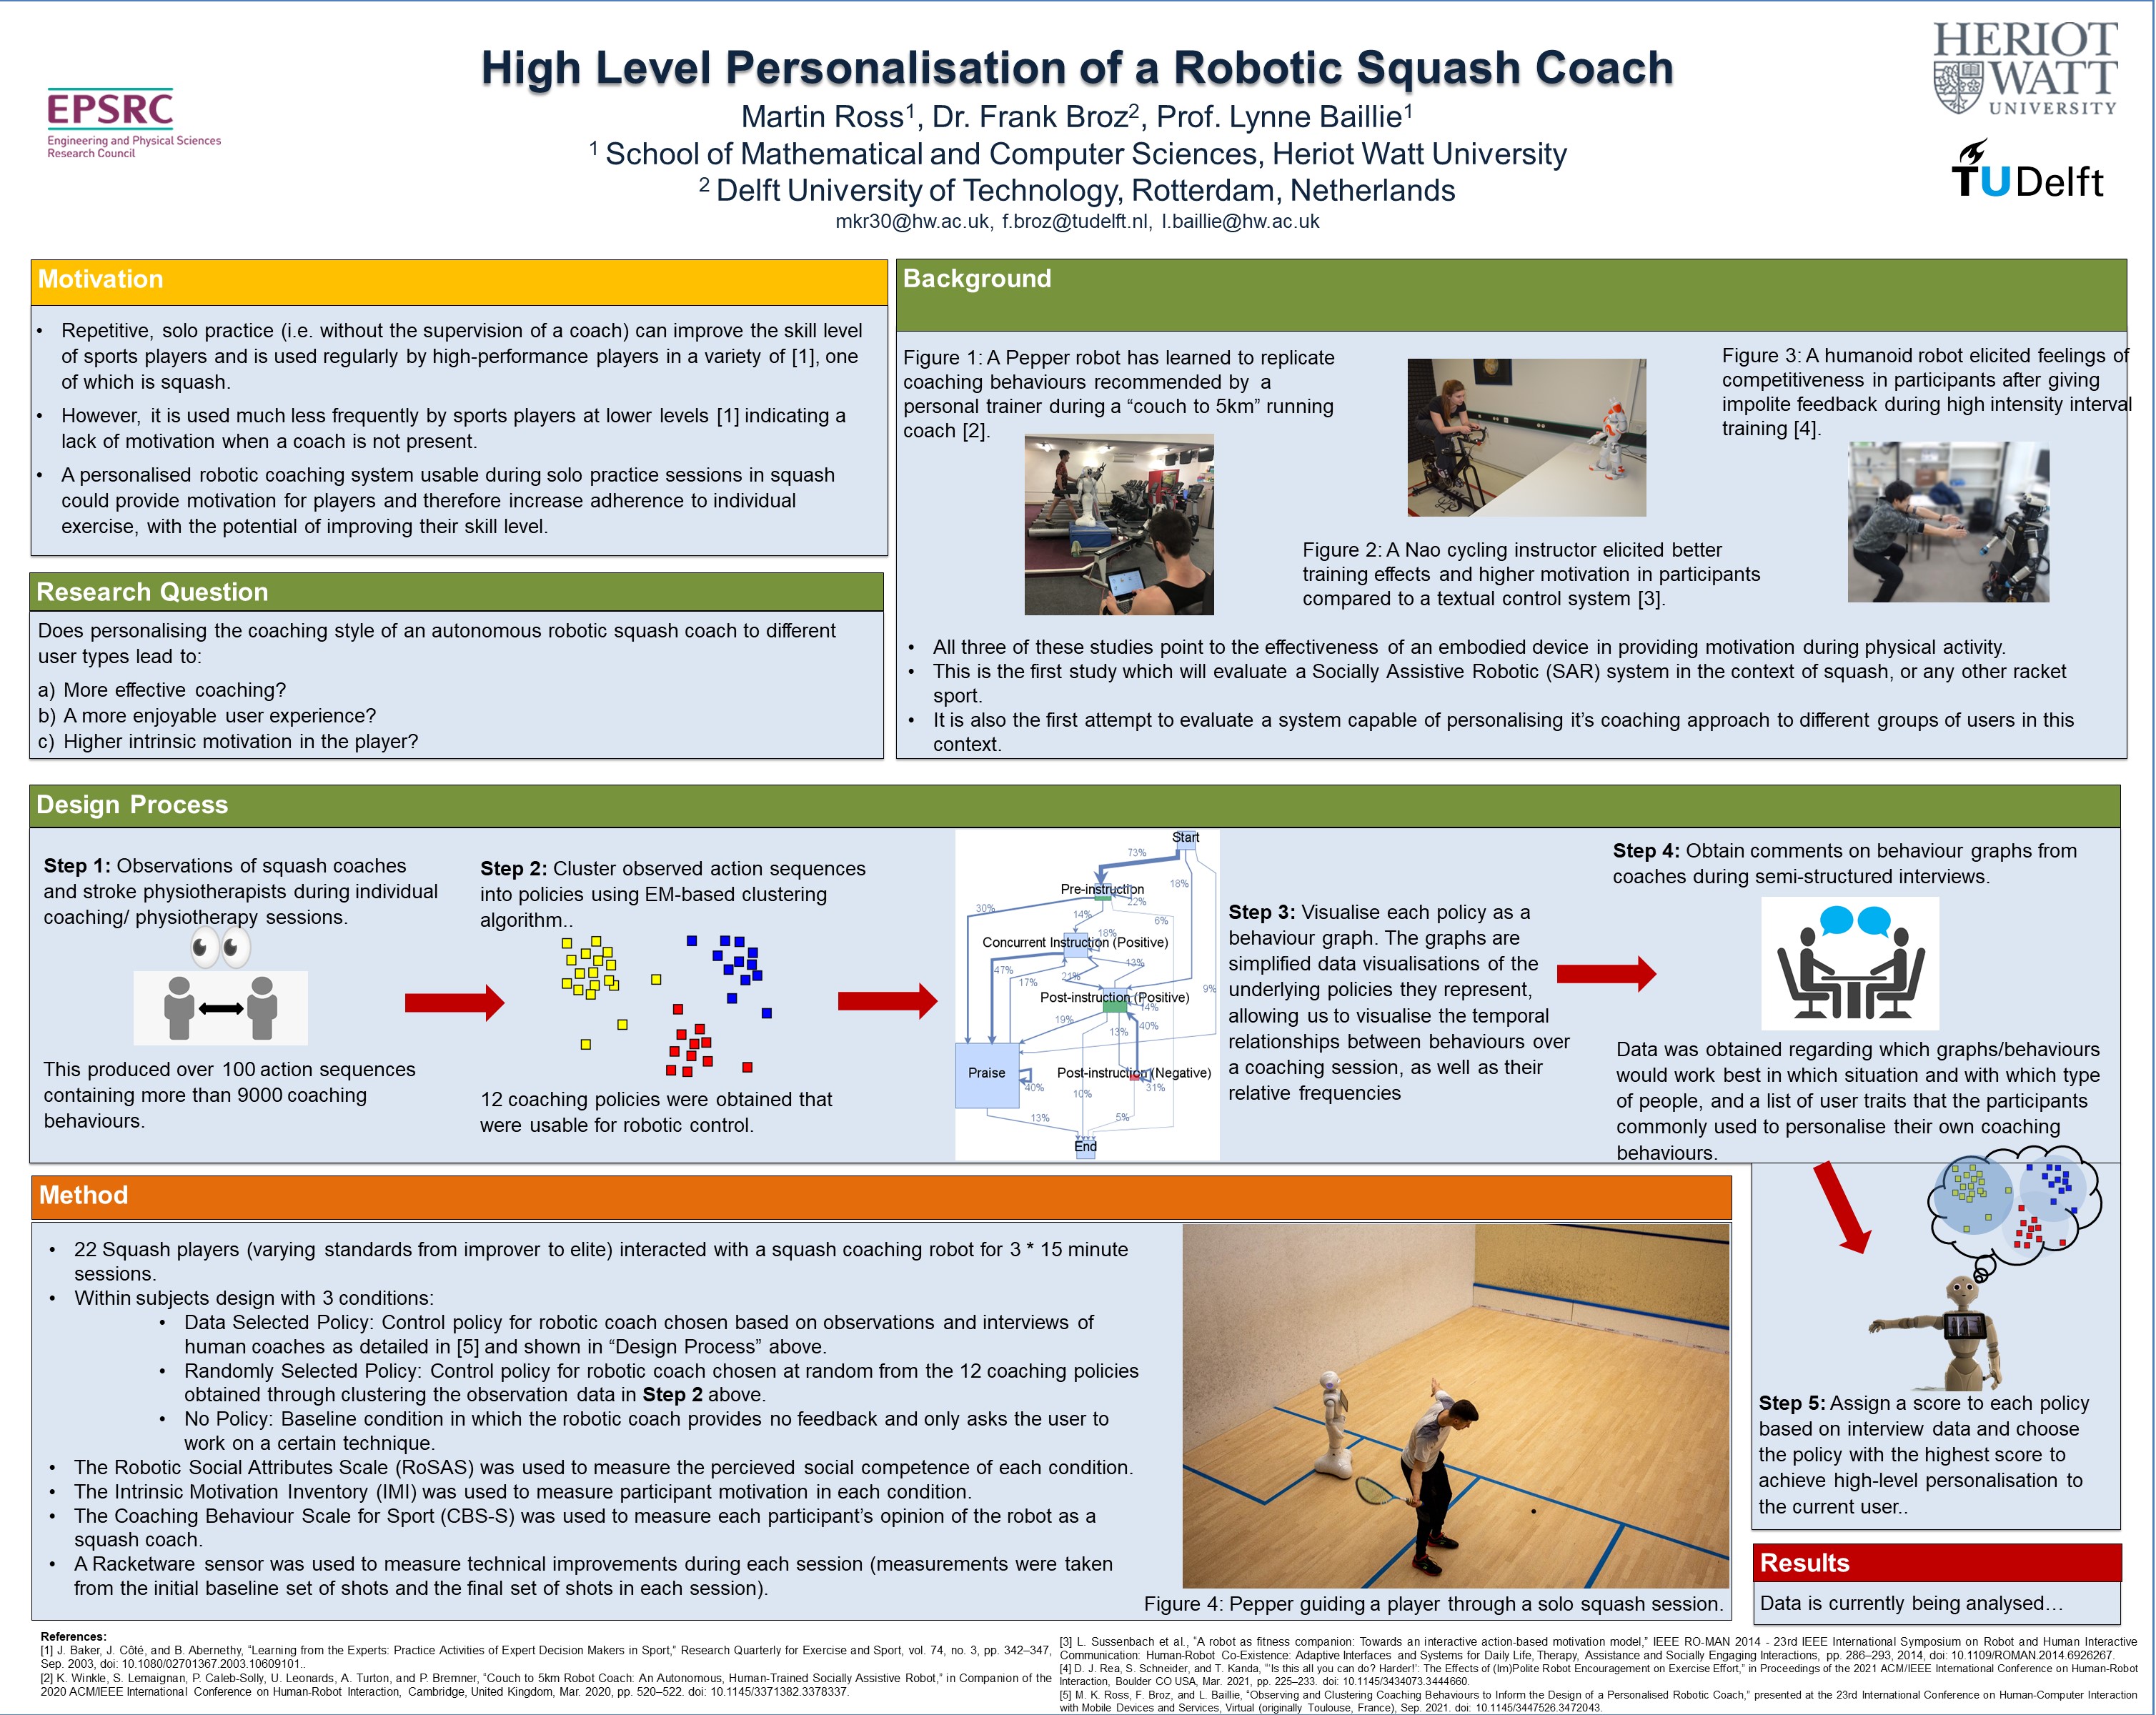 EPSRC
Engineering and Physical Sciences
Research Council
High Level Personalisation of a Robotic Squash Coach
Martin Ross1, Dr. Frank Broz2, Prof. Lynne Baillie1
1 School of Mathematical and Computer Sciences, Heriot Watt University
2 Delft University of Technology, Rotterdam, Netherlands
mkr30@hw.ac.uk, f.broz@tudelft.nl, l.baillie@hw.ac.uk
HERIOT
WATT
UNIVERSITY
TUDelft
Motivation
• Repetitive, solo practice (i.e. without the supervision of a coach) can improve the skill level
of sports players and is used regularly by high-performance players in a variety of [1], one
of which is squash.
• However, it is used much less frequently by sports players at lower levels [1] indicating a
lack of motivation when a coach is not present.
• A personalised robotic coaching system usable during solo practice sessions in squash
could provide motivation for players and therefore increase adherence to individual
exercise, with the potential of improving their skill level.
Research Question
Does personalising the coaching style of an autonomous robotic squash coach to different
user types lead to:
a) More effective coaching?
b) A more enjoyable user experience?
c) Higher intrinsic motivation in the player?
Background
Figure 1: A Pepper robot has learned to replicate
coaching behaviours recommended by a
personal trainer during a “couch to 5km” running
coach [2].
Figure 2: A Nao cycling instructor elicited better
training effects and higher motivation in participants
compared to a textual control system [3].
Figure 3: A humanoid robot elicited feelings of
competitiveness in participants after giving
impolite feedback during high intensity interval
training [4].
• All three of these studies point to the effectiveness of an embodied device in providing motivation during physical activity.
• This is the first study which will evaluate a Socially Assistive Robotic (SAR) system in the context of squash, or any other racket
sport.
• It is also the first attempt to evaluate a system capable of personalising it’s coaching approach to different groups of users in this
context.
Design Process
Step 1: Observations of squash coaches
and stroke physiotherapists during individual
coaching/ physiotherapy sessions.
This produced over 100 action sequences
containing more than 9000 coaching
behaviours.
Step 2: Cluster observed action sequences
into policies using EM-based clustering
algorithm..
12 coaching policies were obtained that
were usable for robotic control.
Start
73%
18%
Pre-instruction
22%
30%
14%
6%
18%
Concurrent Instruction (Positive)
13%
47%
21%
17%
9%
Post-instruction (Positive)
14%
19%
40%
13%
Praise
Post-instruction (Negative)
40%
31%
10%
13%
5%
End
Step 3: Visualise each policy as a
behaviour graph. The graphs are
simplified data visualisations of the
underlying policies they represent,
allowing us to visualise the temporal
relationships between behaviours over
a coaching session, as well as their
relative frequencies
Step 4: Obtain comments on behaviour graphs from
coaches during semi-structured interviews.
Data was obtained regarding which graphs/behaviours
would work best in which situation and with which type
of people, and a list of user traits that the participants
commonly used to personalise their own coaching
behaviours.
Step 5: Assign a score to each policy
based on interview data and choose
the policy with the highest score to
achieve high-level personalisation to
the current user..
Method
• 22 Squash players (varying standards from improver to elite) interacted with a squash coaching robot for 3 * 15 minute
sessions.
• Within subjects design with 3 conditions:
• Data Selected Policy: Control policy for robotic coach chosen based on observations and interviews of
human coaches as detailed in [5] and shown in “Design Process” above.
• Randomly Selected Policy: Control policy for robotic coach chosen at random from the 12 coaching policies
obtained through clustering the observation data in Step 2 above.
• No Policy: Baseline condition in which the robotic coach provides no feedback and only asks the user to
work on a certain technique.
• The Robotic Social Attributes Scale (RoSAS) was used to measure the percieved social competence of each condition.
• The Intrinsic Motivation Inventory (IMI) was used to measure participant motivation in each condition.
• The Coaching Behaviour Scale for Sport (CBS-S) was used to measure each participant’s opinion of the robot as a
squash coach.
• A Racketware sensor was used to measure technical improvements during each session (measurements were taken
from the initial baseline set of shots and the final set of shots in each session).
Figure 4: Pepper guiding a player through a solo squash session.
Results
Data is currently being analysed…
References:
[1] J. Baker, J. Côté, and B. Abernethy, “Learning from the Experts: Practice Activities of Expert Decision Makers in Sport,” Research Quarterly for Exercise and Sport, vol. 74, no. 3, pp. 342–347,
Sep. 2003, doi: 10.1080/02701367.2003.10609101..
[2] K. Winkle, S. Lemaignan, P. Caleb-Solly, U. Leonards, A. Turton, and P. Bremner, “Couch to 5km Robot Coach: An Autonomous, Human-Trained Socially Assistive Robot,” in Companion of the
2020 ACM/IEEE International Conference on Human-Robot Interaction, Cambridge, United Kingdom, Mar. 2020, pp. 520–522. doi: 10.1145/3371382.3378337.
[3] L. Sussenbach et al., “A robot as fitness companion: Towards an interactive action-based motivation model,” IEEE RO-MAN 2014 - 23rd IEEE International Symposium on Robot and Human Interactive
Communication: Human-Robot Co-Existence: Adaptive Interfaces and Systems for Daily Life, Therapy, Assistance and Socially Engaging Interactions, pp. 286–293, 2014, doi: 10.1109/ROMAN.2014.6926267.
[4] D. J. Rea, S. Schneider, and T. Kanda, “‘Is this all you can do? Harder!’: The Effects of (Im)Polite Robot Encouragement on Exercise Effort,” in Proceedings of the 2021 ACM/IEEE International Conference on Human-Robot
Interaction, Boulder CO USA, Mar. 2021, pp. 225–233. doi: 10.1145/3434073.3444660.
[5] M. K. Ross, F. Broz, and L. Baillie, “Observing and Clustering Coaching Behaviours to Inform the Design of a Personalised Robotic Coach,” presented at the 23rd International Conference on Human-Computer Interaction
with Mobile Devices and Services, Virtual (originally Toulouse, France), Sep. 2021. doi: 10.1145/3447526.3472043.